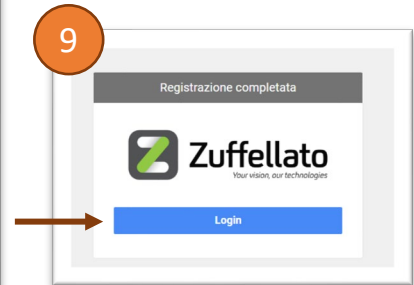 9
Registrazione completata
Zuffellato
Your vision, our technologies
Login